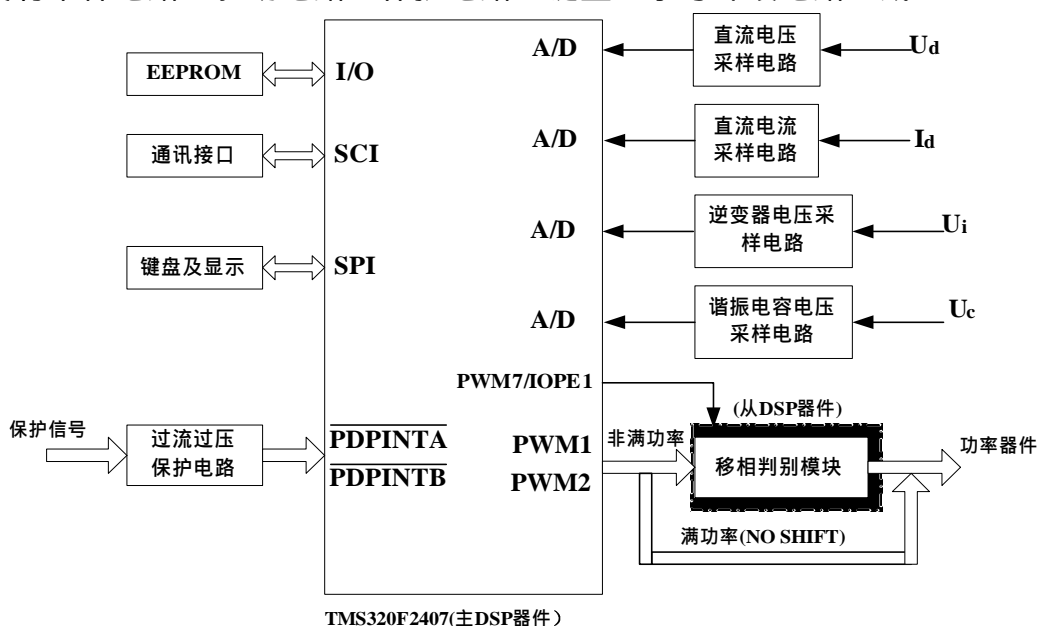 EEPROM
I/O
通讯接口
SCI
键盘及显示
SPI
保护信号
过流过压
保护电路
PDPINTA
PDPINTB
A/D
直流电压
采样电路
Ud
A/D
直流电流
采样电路
Id
A/D
逆变器电压采
样电路
Ui
A/D
谐振电容电压
采样电路
Uc
PWM7/IOPE1
(从DSP器件)
PWM1
PWM2
非满功率
移相判别模块
功率器件
满功率(NO SHIFT)
TMS320F2407(主DSP器件）